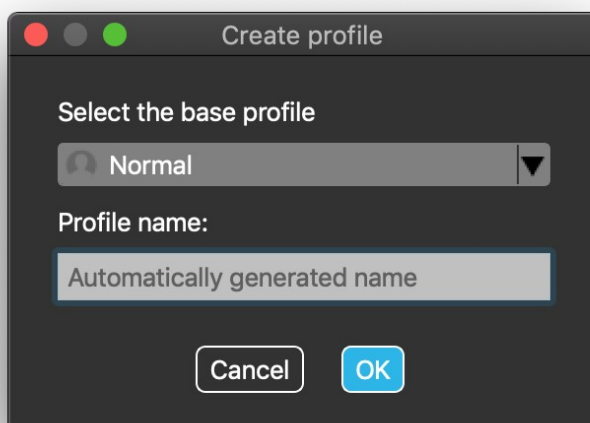 Create profile
Select the base profile
Normal
Profile name:
Automatically generated name
Cancel OK